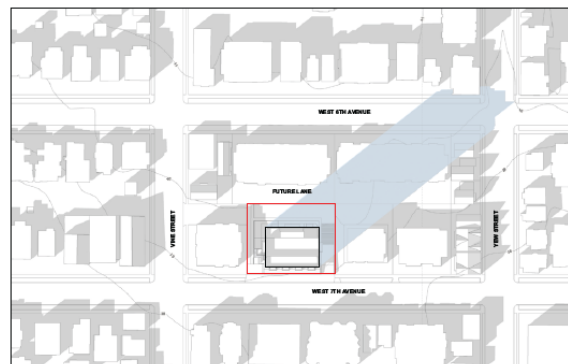 WEST 6TH AVENUE
FUTURE LANE
VINE STREET
YEW STREET
WEST 7TH AVENUE